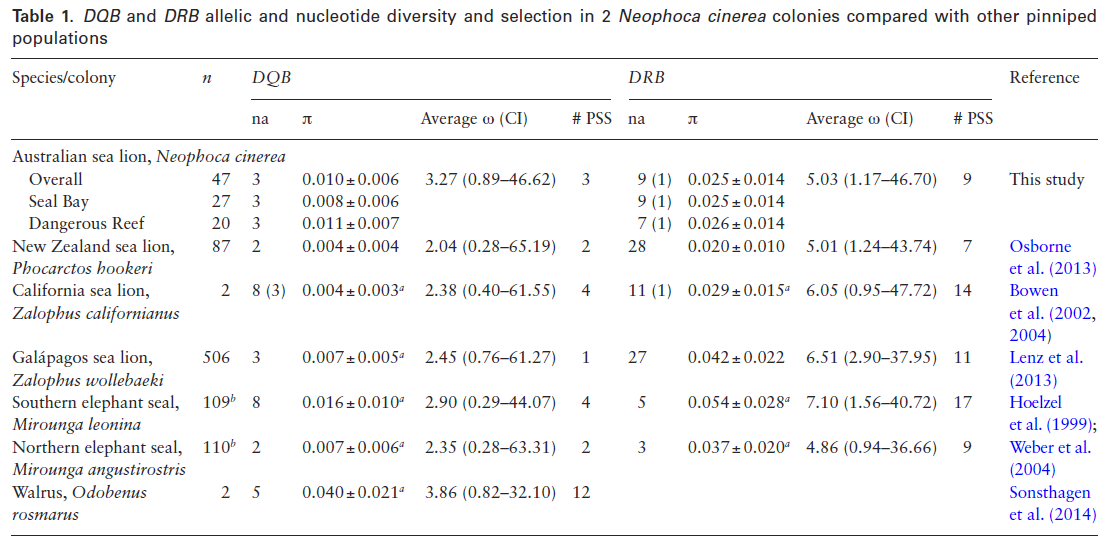 Table 1. DQB and DRB allelic and nucleotide diversity and selection in 2 Neophoca cinerea colonies compared with other pinniped
populations
Species/colony n DQB DRB Reference
na π Average ω (CI) # PSS na π Average ω (CI) # PSS
Australian sea lion, Neophoca cinerea
Overall 47 3 0.010 ± 0.006 3.27 (0.89–46.62) 3 9 (1) 0.025 ± 0.014 5.03 (1.17–46.70) 9 This study
Seal Bay 27 3 0.008 ± 0.006 9 (1) 0.025 ± 0.014
Dangerous Reef 20 3 0.011 ± 0.007 7 (1) 0.026 ± 0.014
New Zealand sea lion, 87 2 0.004 ± 0.004 2.04 (0.28–65.19) 2 28 0.020 ± 0.010 5.01 (1.24–43.74) 7 Osborne
Phocarctos hookeri et al. (2013)
California sea lion, 2 8 (3) 0.004 ± 0.003a 2.38 (0.40–61.55) 4 11 (1) 0.029 ± 0.015a 6.05 (0.95–47.72) 14 Bowen
Zalophus californianus et al. (2002,
2004)
Galápagos sea lion, 506 3 0.007 ± 0.005a 2.45 (0.76–61.27) 1 27 0.042 ± 0.022 6.51 (2.90–37.95) 11 Lenz et al.
Zalophus wollebaeki (2013)
Southern elephant seal, 109b 8 0.016 ± 0.010a 2.90 (0.29–44.07) 4 5 0.054 ± 0.028a 7.10 (1.56–40.72) 17 Hoelzel
Mirounga leonina et al. (1999);
Northern elephant seal, 110b 2 0.007 ± 0.006a 2.35 (0.28–63.31) 2 3 0.037 ± 0.020a 4.86 (0.94–36.66) 9 Weber et al.
Mirounga angustirostris (2004)
Walrus, Odobenus 2 5 0.040 ± 0.021a 3.86 (0.82–32.10) 12 Sonsthagen
rosmarus et al. (2014)